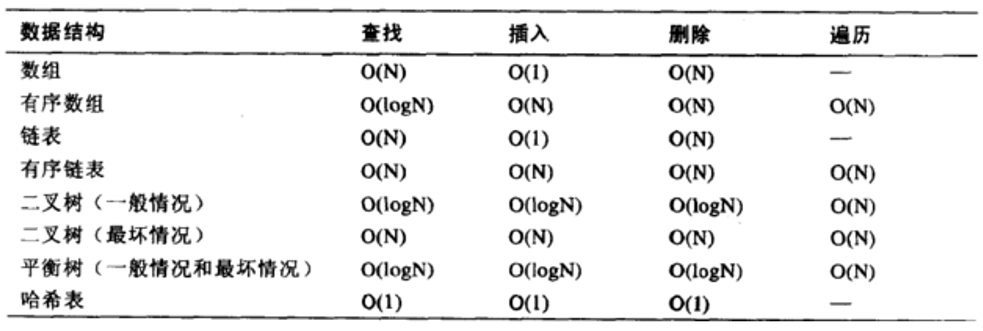 数据结构 查找 插入 删除 遍历
数组 O(N) O(1) O(N) —
有序数组 O(logN) O(N) O(N) O(N)
链表 O(N) O(1) O(N) —
有序链表 O(N) O(N) O(N) O(N)
二叉树（一般情况） O(logN) O(logN) O(logN) O(N)
二叉树（最坏情况） O(N) O(N) O(N) O(N)
平衡树（一般情况和最坏情况） O(logN) O(logN) O(logN) O(N)
哈希表 O(1) O(1) O(1) —